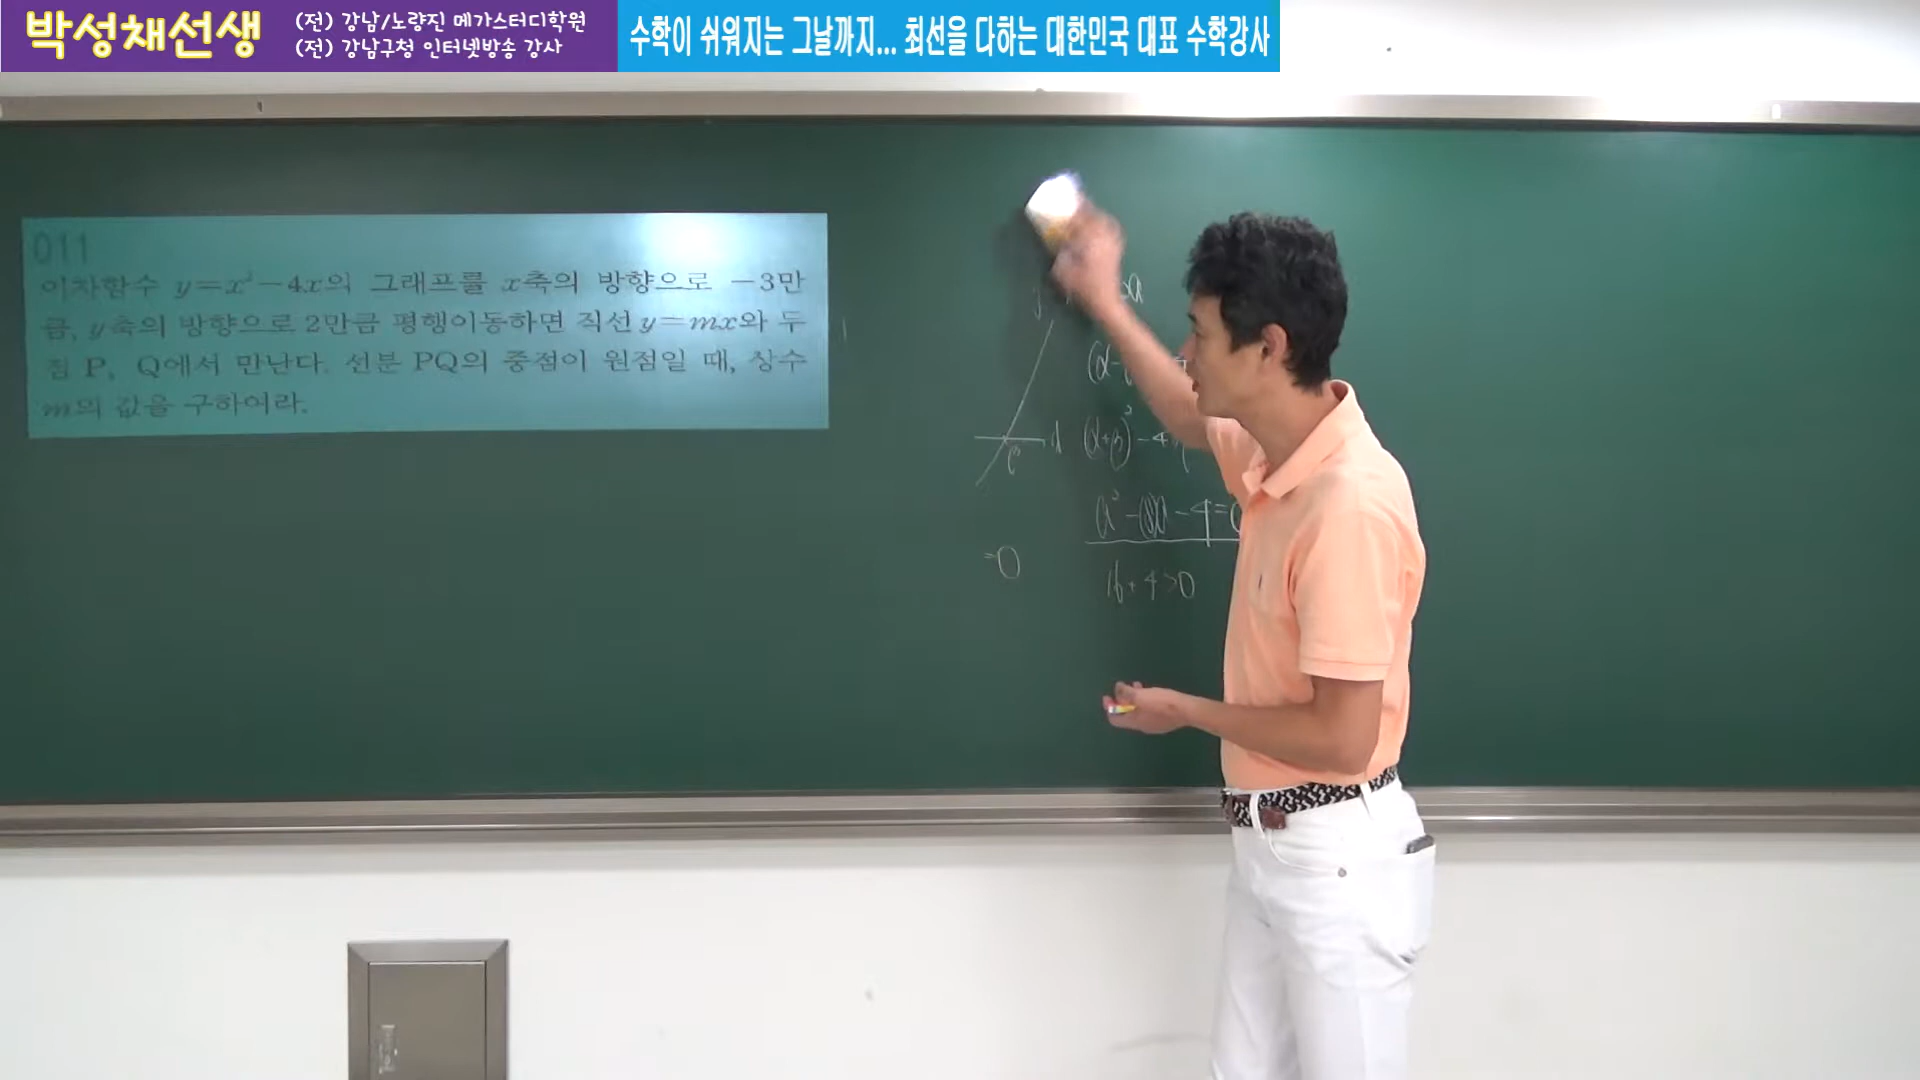 박성채선생
(전) 강남/노량진 메가스터디학원
(전) 강남구청 인터넷방송 강사
수학이 쉬워지는 그날까지... 최선을 다하는 대한민국 대표 수학강사
011
이차함수 y=x²-4x의 그래프를 x축의 방향으로 -3만
큼, y축의 방향으로 2만큼 평행이동하면 직선 y=mx와 두
점 P, Q에서 만난다. 선분 PQ의 중점이 원점일 때, 상수
m의 값을 구하여라.
(α+β)² - 4
=0
16+4>0